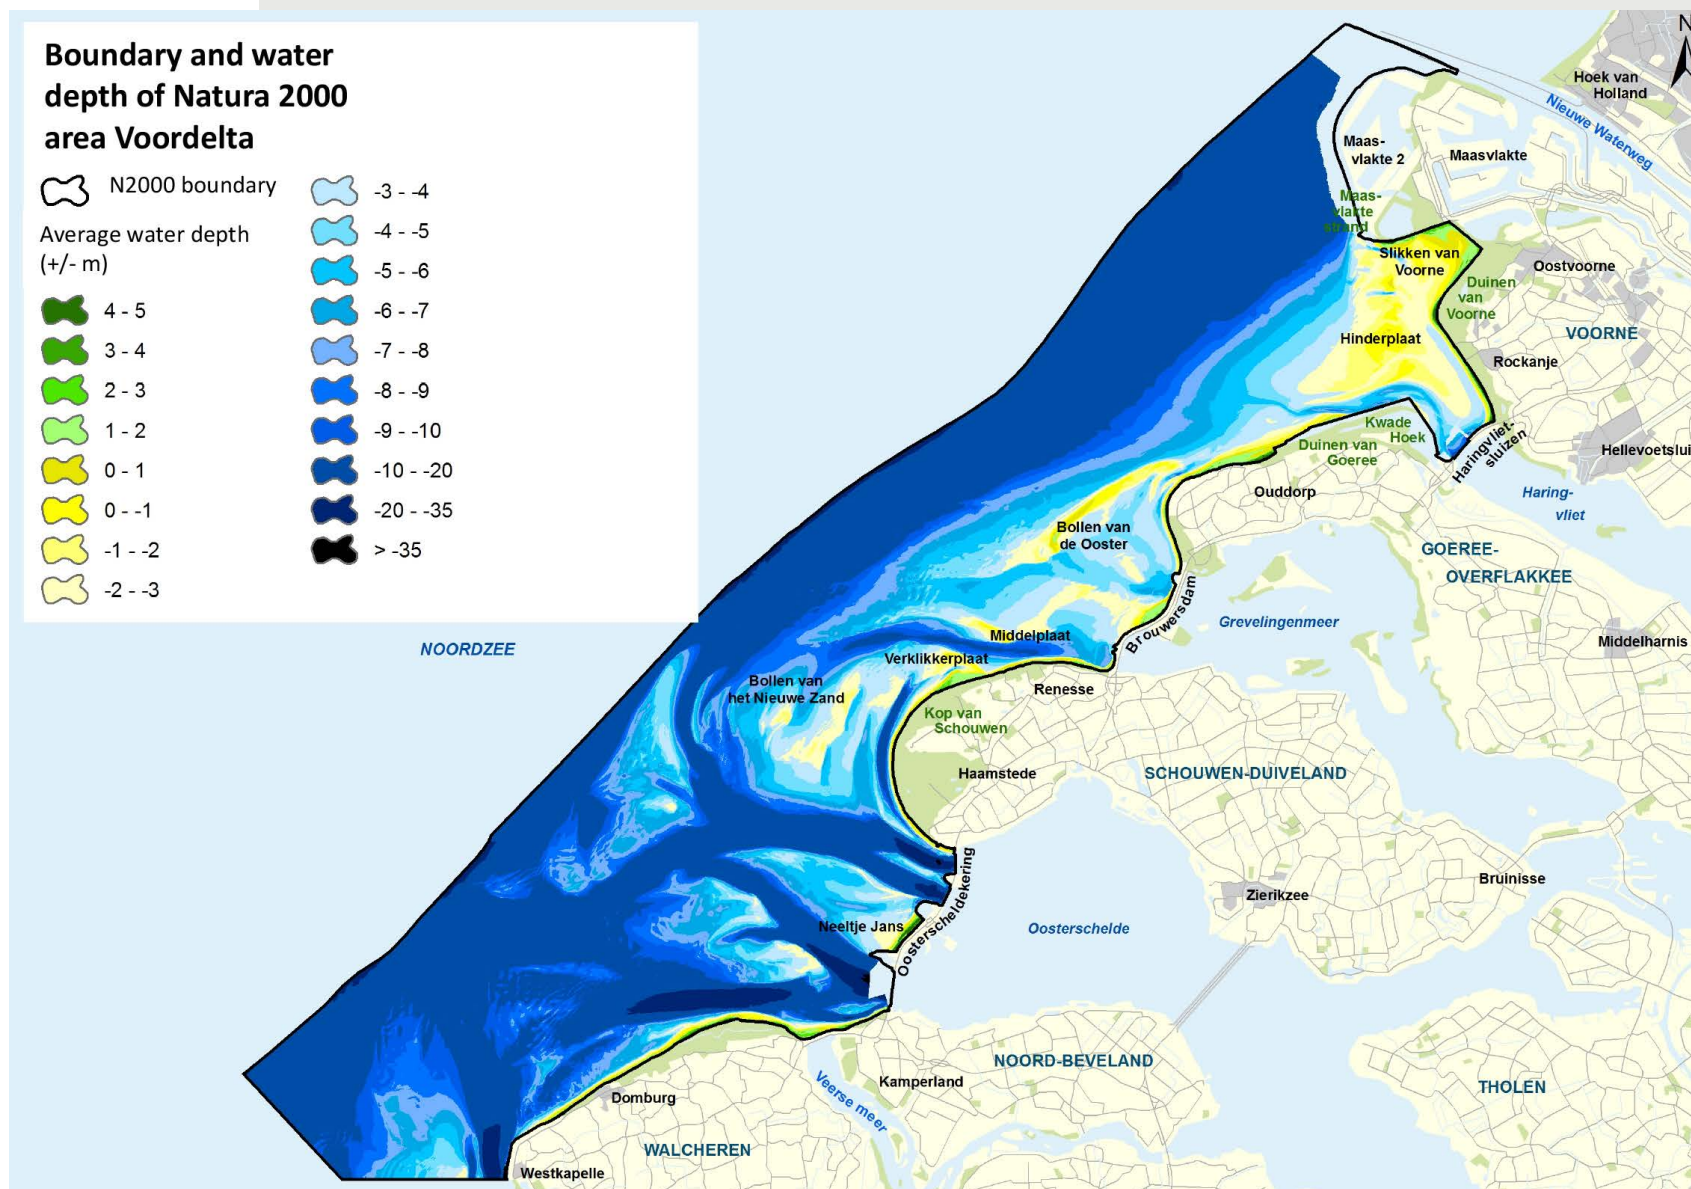 Boundary and water
depth of Natura 2000
area Voordelta
N2000 boundary
Average water depth
(+/- m)
4 - 5
3 - 4
2 - 3
1 - 2
0 - 1
0 - -1
-1 - -2
-2 - -3
-3 - -4
-4 - -5
-5 - -6
-6 - -7
-7 - -8
-8 - -9
-9 - -10
-10 - -20
-20 - -35
> -35
N
Hoek van
Holland
Nieuwe Waterweg
Maas-
vlakte 2
Maasvlakte
Maas-
vlakte
strand
Slikken van
Voorne
Oostvoorne
Duinen
van
Voorne
VOORNE
Hinderplaat
Rockanje
Kwade
Hoek
Duinen van
Goeree
Haringvliet-
sluizen
Hellevoetslui
Ouddorp
Haring-
vliet
Bollen van
de Ooster
GOEREE-
OVERFLAKKEE
Brouwersdam
Grevelingenmeer
Middelharnis
NOORDZEE
Middelplaat
Verklikkerplaat
Bollen van
het Nieuwe Zand
Renesse
Kop van
Schouwen
Haamstede
SCHOUWEN-DUIVELAND
Bruinisse
Zierikzee
Neeltje Jans
Oosterscheldekering
Oosterschelde
NOORD-BEVELAND
Kamperland
THOLEN
Domburg
Veerse meer
WALCHEREN
Westkapelle